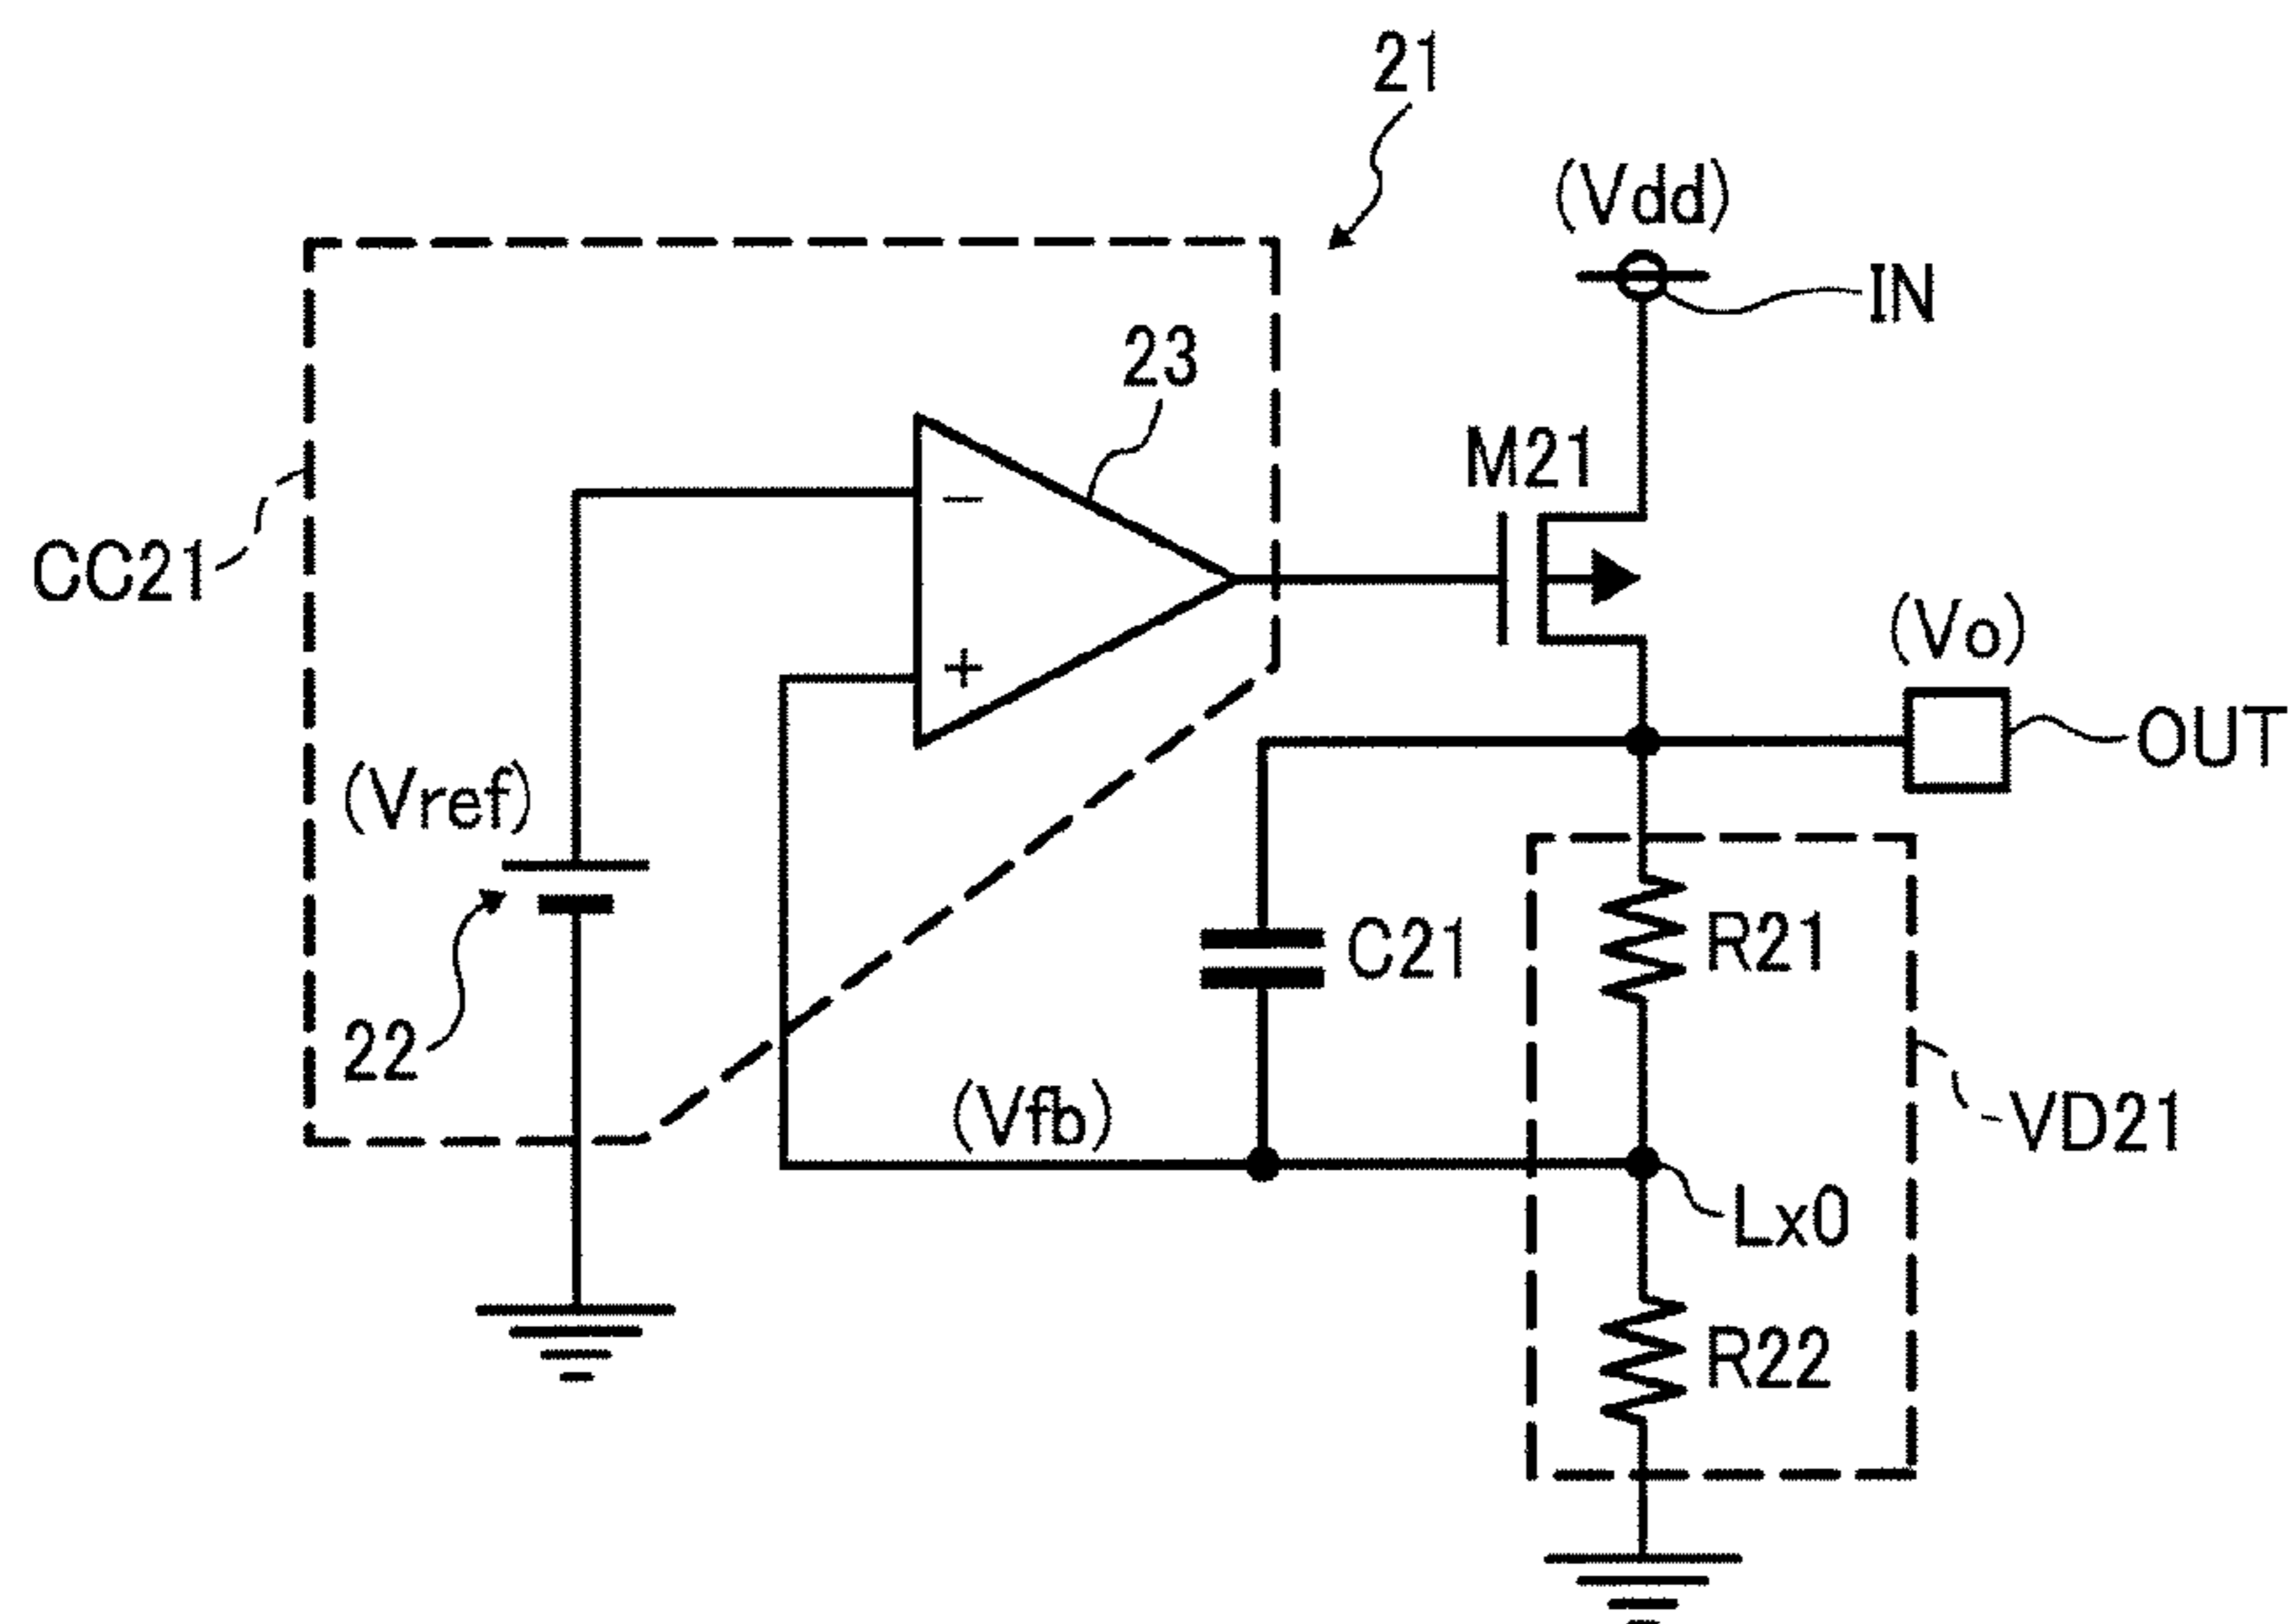 21
(Vdd)
IN
23
M21
CC21
−
+
(Vo)
OUT
(Vref)
C21
R21
22
(Vfb)
VD21
Lx0
R22